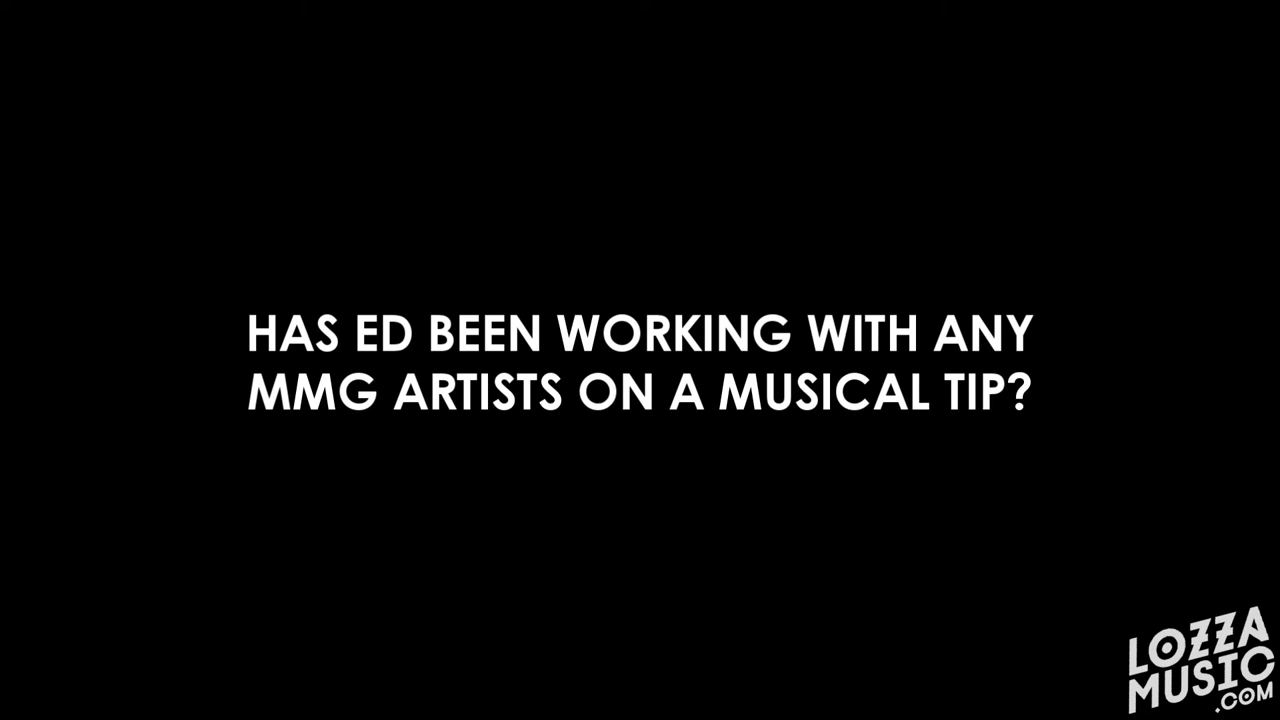 HAS ED BEEN WORKING WITH ANY
MMG ARTISTS ON A MUSICAL TIP?
LOZZA
MUSIC
.COM